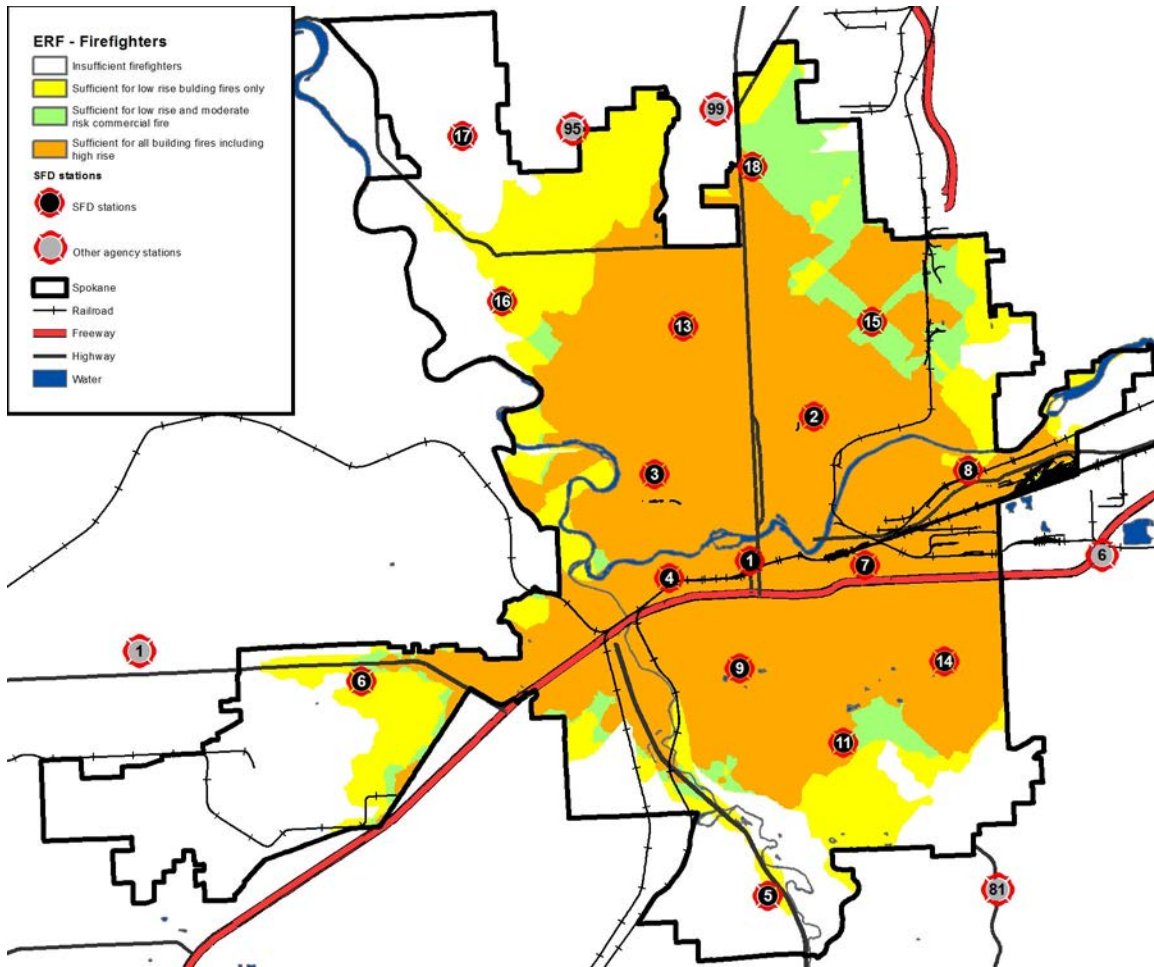 ERF - Firefighters
Insufficient firefighters
Sufficient for low rise bulding fires only
Sufficient for low rise and moderate
risk commercial fire
Sufficient for all building fires including
high rise
SFD stations
SFD stations
Other agency stations
Spokane
Railroad
Freeway
Highway
Water
17
95
99
18
16
13
15
2
3
8
1
7
6
4
1
9
14
6
11
5
81